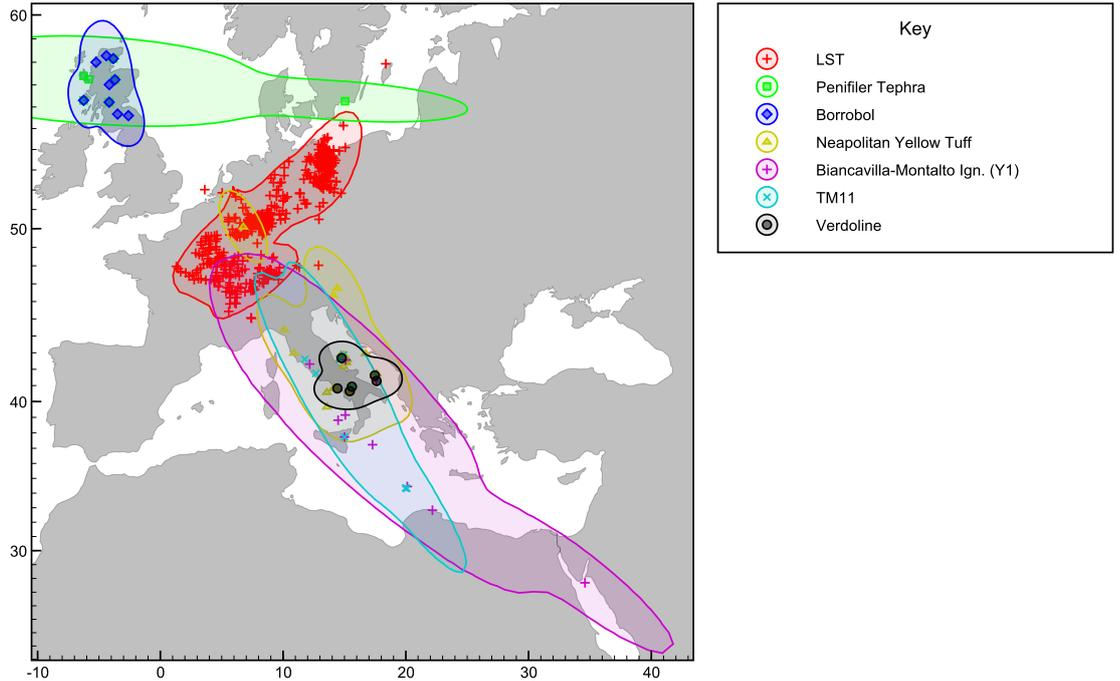 60
50
40
30
-10
0
10
20
30
40
Key
LST
Penifiler Tephra
Borrobol
Neapolitan Yellow Tuff
Biancavilla-Montalto Ign. (Y1)
TM11
Verdoline